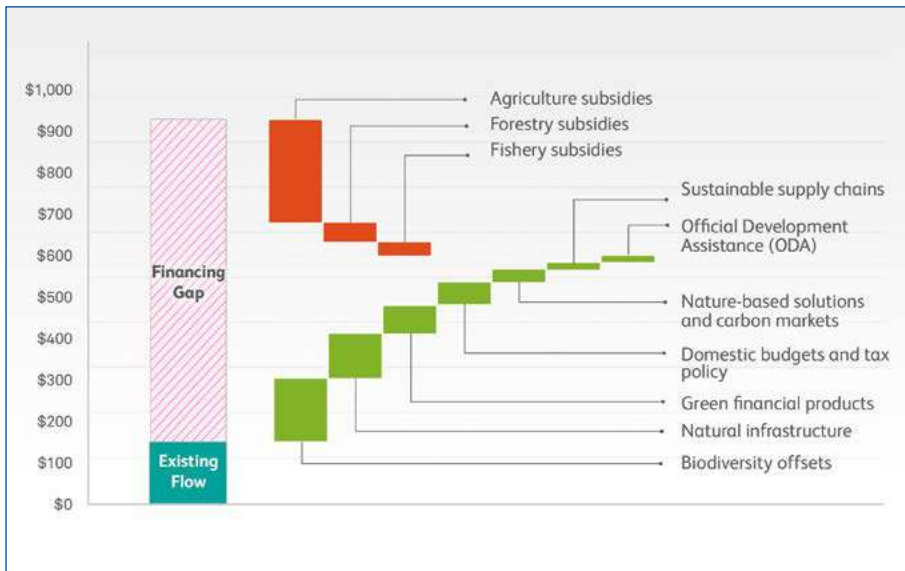 $1,000
$900
$800
$700
$600
$500
$400
$300
$200
$100
$0
Financing
Gap
Existing
Flow
Agriculture subsidies
Forestry subsidies
Fishery subsidies
Sustainable supply chains
Official Development
Assistance (ODA)
Nature-based solutions
and carbon markets
Domestic budgets and tax
policy
Green financial products
Natural infrastructure
Biodiversity offsets